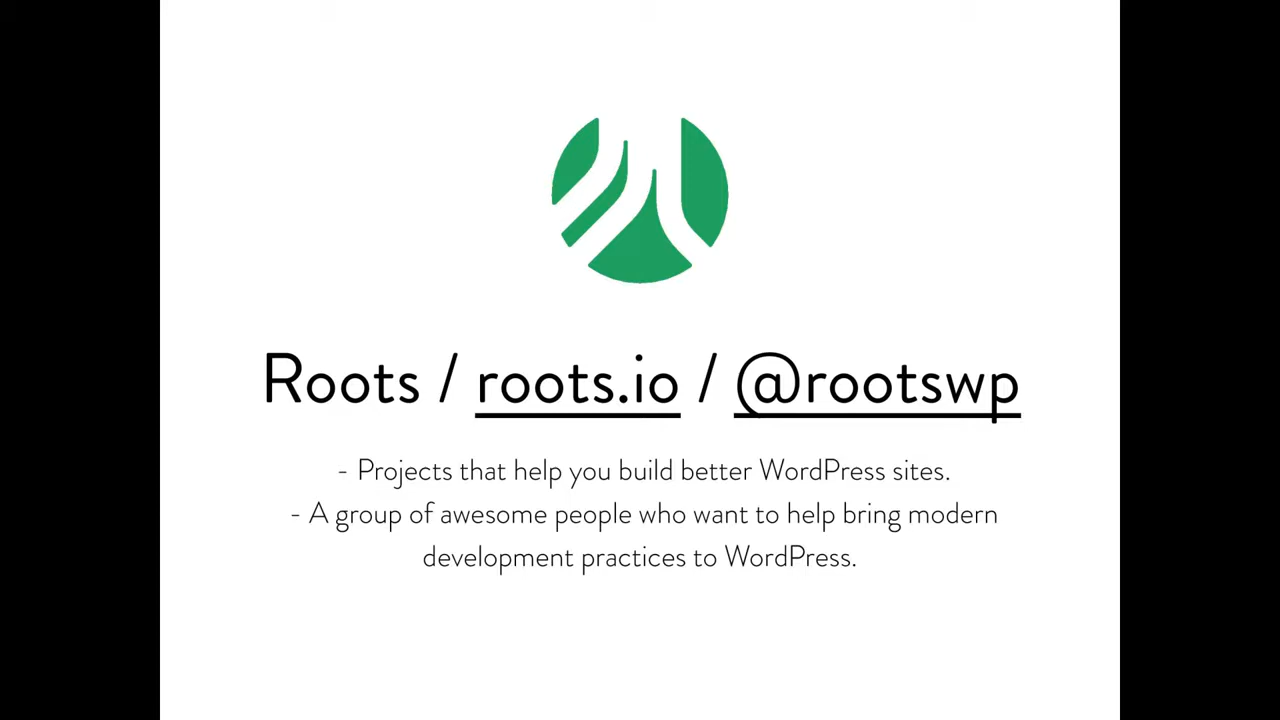 Roots / roots.io / @rootswp
- Projects that help you build better WordPress sites.
- A group of awesome people who want to help bring modern
development practices to WordPress.